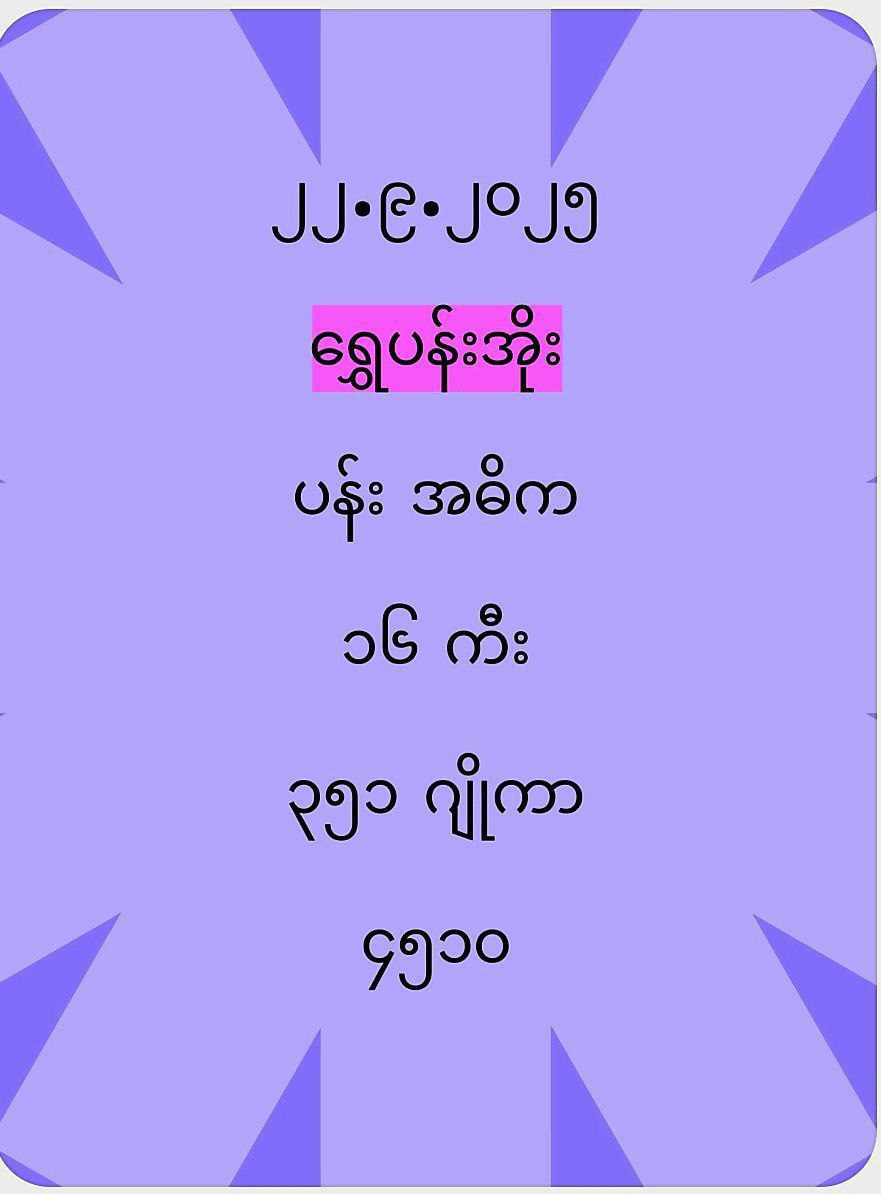 ၂၂•၉•၂၀၂၅
ရွှေပန်းအိုး
ပန်း အဓိက
၁၆ ကီး
၃၅၁ ဂျိုကာ
၄၅၁၀